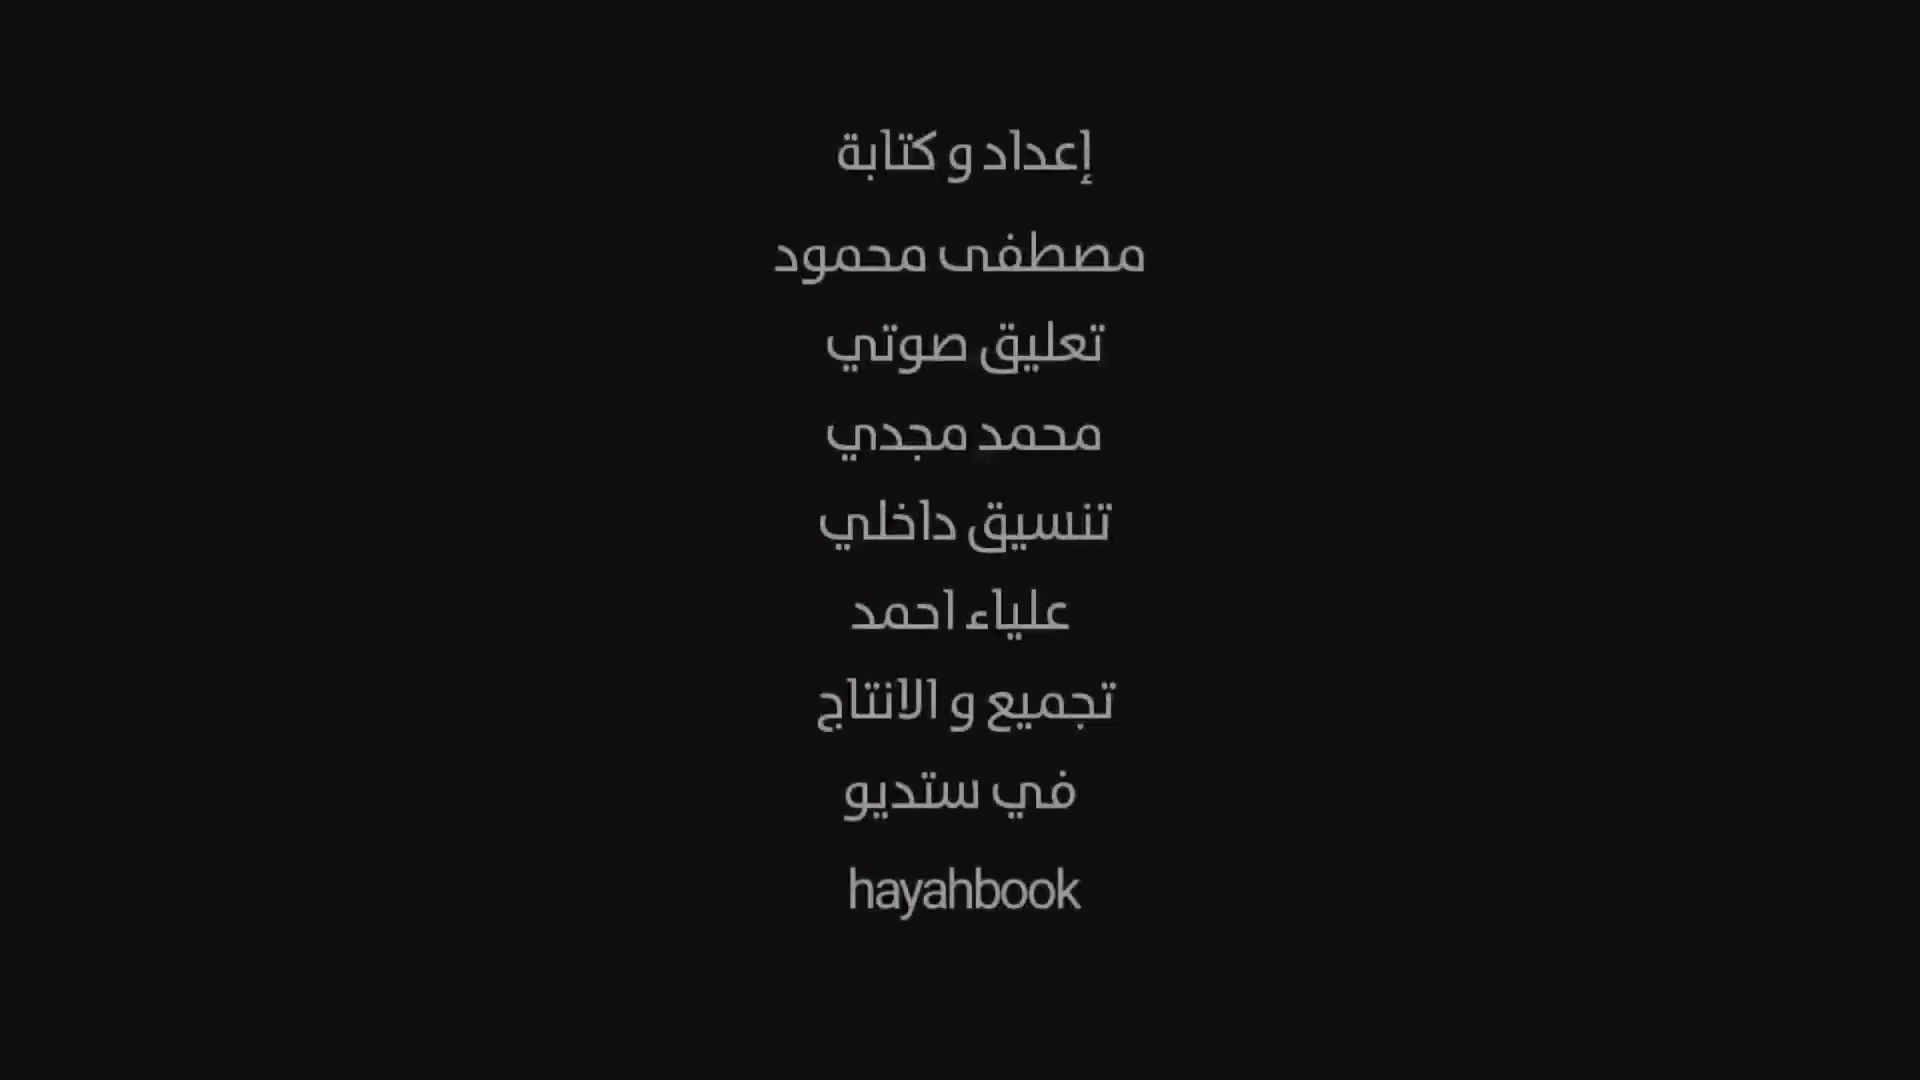 إعداد و كتابة
مصطفى محمود
تعليق صوتي
محمد مجدي
تنسيق داخلي
علياء احمد
تجميع و الانتاج
في ستديو
hayahbook